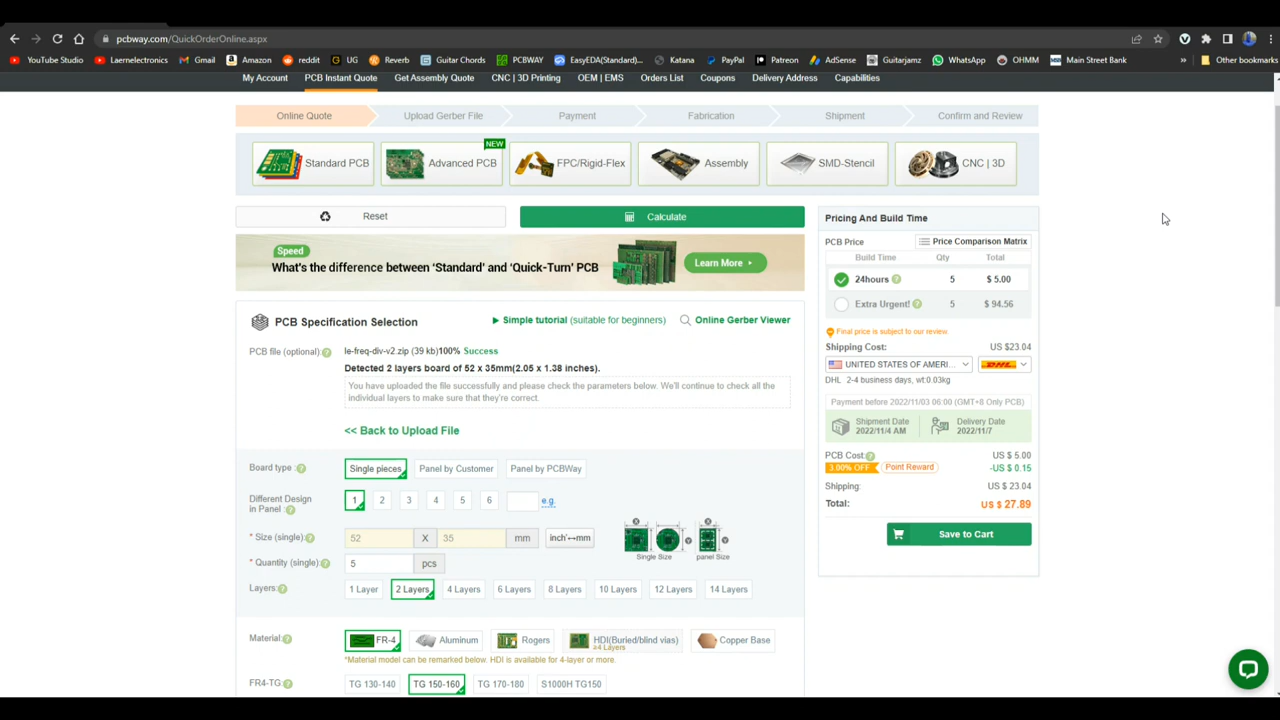 pcbway.com/QuickOrderOnline.aspx
YouTube Studio Laernelectronics Gmail Amazon reddit UG Reverb Guitar Chords PCBWAY EasyEDA(Standard)... Katana PayPal Patreon AdSense Guitarjamz WhatsApp OHMM Main Street Bank » Other bookmarks
My Account PCB Instant Quote Get Assembly Quote CNC | 3D Printing OEM | EMS Orders List Coupons Delivery Address Capabilities
Online Quote Upload Gerber File Payment Fabrication Shipment Confirm and Review
NEW
Standard PCB Advanced PCB FPC/Rigid-Flex Assembly SMD-Stencil CNC | 3D
Reset Calculate
Speed
What's the difference between 'Standard' and 'Quick-Turn' PCB Learn More
PCB Specification Selection Simple tutorial (suitable for beginners) Online Gerber Viewer
PCB file (optional): le-freq-div-v2.zip (39 kb)100% Success
Detected 2 layers board of 52 x 35mm(2.05 x 1.38 inches).
You have uploaded the file successfully and please check the parameters below. We'll continue to check all the
individual layers to make sure that they're correct.
<< Back to Upload File
Board type : Single pieces Panel by Customer Panel by PCBWay
Different Design
in Panel : 1 2 3 4 5 6 e.g.
* Size (single): 52 X 35 mm inch↔mm
X X Y Y
Single Size panel Size
* Quantity (single): 5 pcs
Layers: 1 Layer 2 Layers 4 Layers 6 Layers 8 Layers 10 Layers 12 Layers 14 Layers
Material: FR-4 Aluminum Rogers HDI(Buried/blind vias) Copper Base
≥4 Layers
*Material model can be remarked below. HDI is available for 4-layer or more.
FR4-TG: TG 130-140 TG 150-160 TG 170-180 S1000H TG150
Pricing And Build Time
PCB Price Price Comparison Matrix
Build Time Qty Total
24hours 5 $ 5.00
Extra Urgent! 5 $ 94.56
Final price is subject to our review.
Shipping Cost: US $23.04
UNITED STATES OF AMERI... DHL
DHL 2-4 business days, wt:0.03kg
Payment before 2022/11/03 06:00 (GMT+8 Only PCB)
Shipment Date
2022/11/4 AM
Delivery Date
2022/11/7
PCB Cost: US $ 5.00
3.00% OFF Point Reward -US $ 0.15
Shipping: US $ 23.04
Total: US $ 27.89
Save to Cart